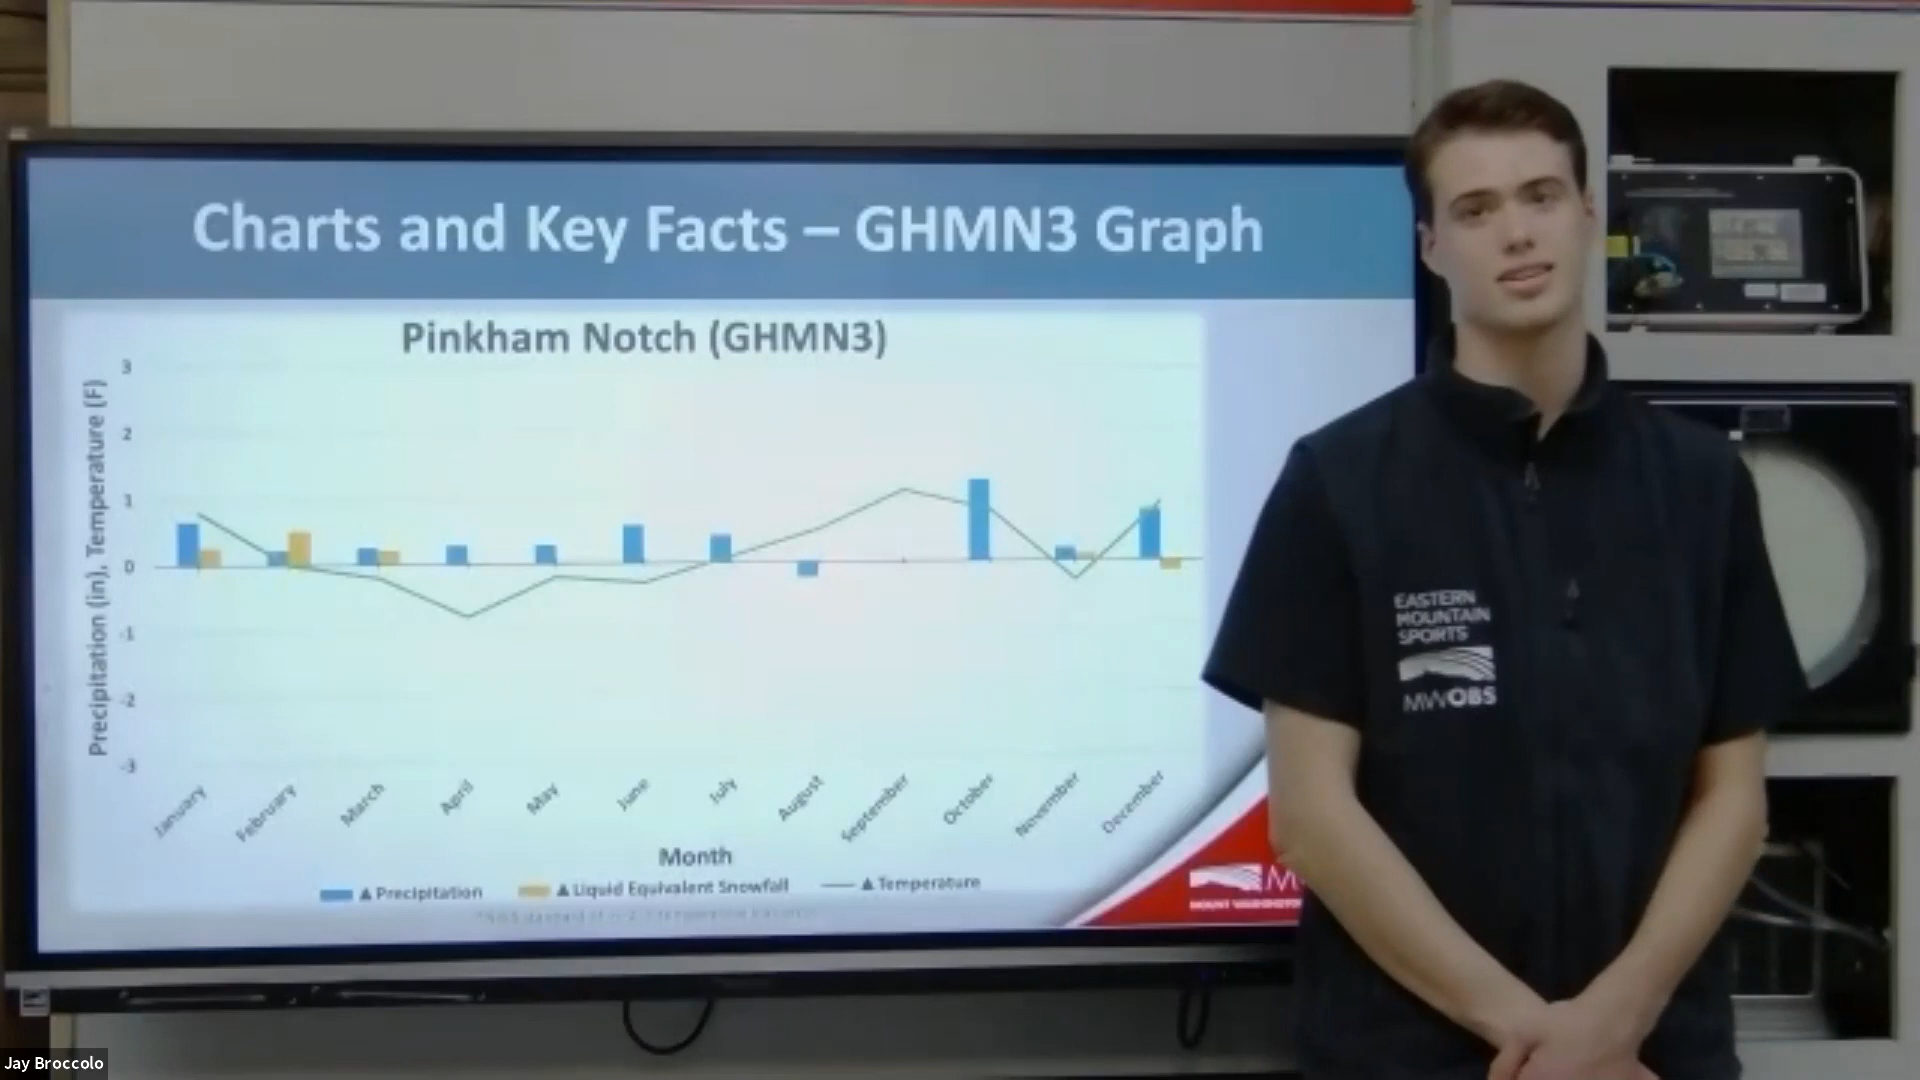 Charts and Key Facts – GHMN3 Graph
Pinkham Notch (GHMN3)
Precipitation (in), Temperature (F)
3
2
1
0
-1
-2
-3
January
February
March
April
May
June
July
August
September
October
November
December
Month
▲ Precipitation
▲ Liquid Equivalent Snowfall
▲ Temperature
MOUNT WASHINGTON
EASTERN
MOUNTAIN
SPORTS
MWOBS
Jay Broccolo